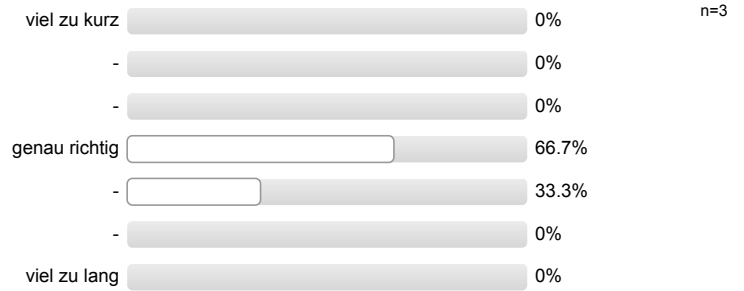 n=3
viel zu kurz 0%
- 0%
- 0%
genau richtig 66.7%
- 33.3%
- 0%
viel zu lang 0%